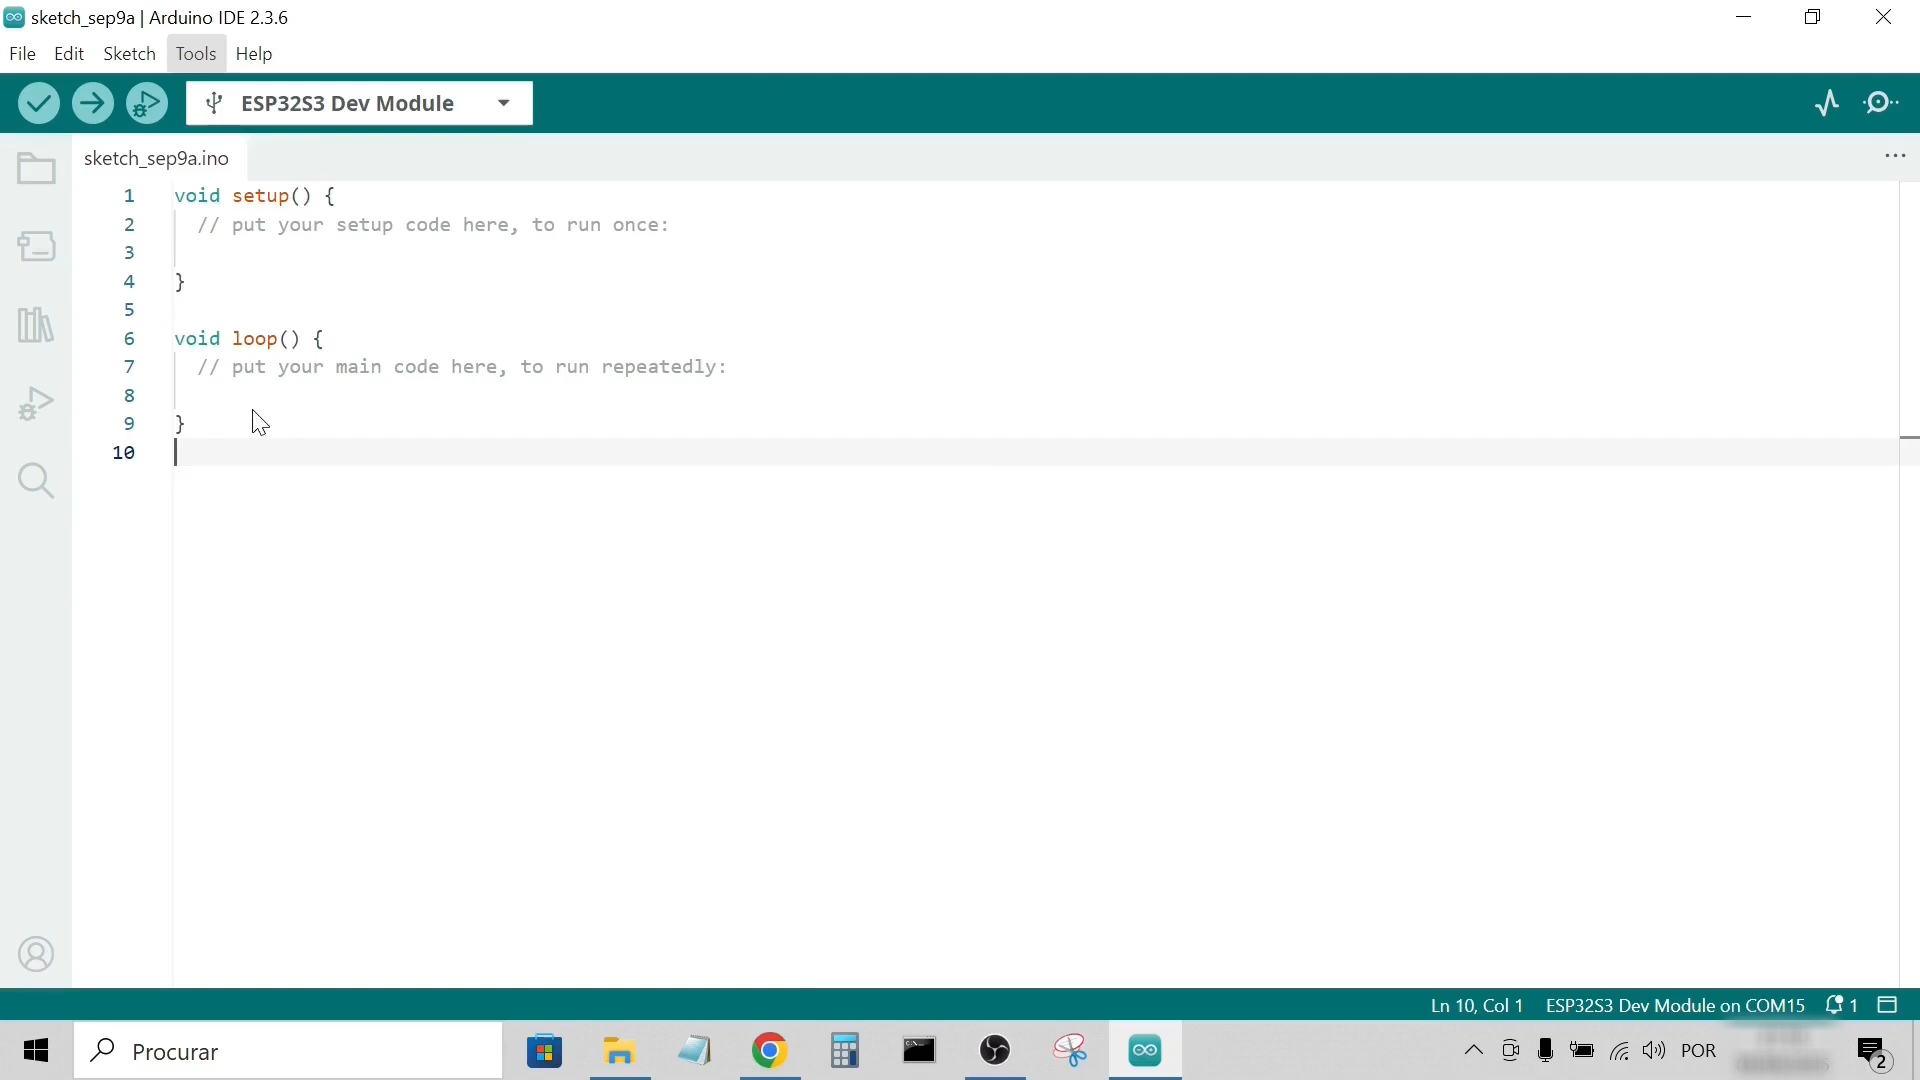 sketch_sep9a | Arduino IDE 2.3.6
File Edit Sketch Tools Help
ESP32S3 Dev Module
sketch_sep9a.ino
1 void setup() {
2 // put your setup code here, to run once:
3
4 }
5
6 void loop() {
7 // put your main code here, to run repeatedly:
8
9 }
10
Ln 10, Col 1 ESP32S3 Dev Module on COM15 1
Procurar
POR
2